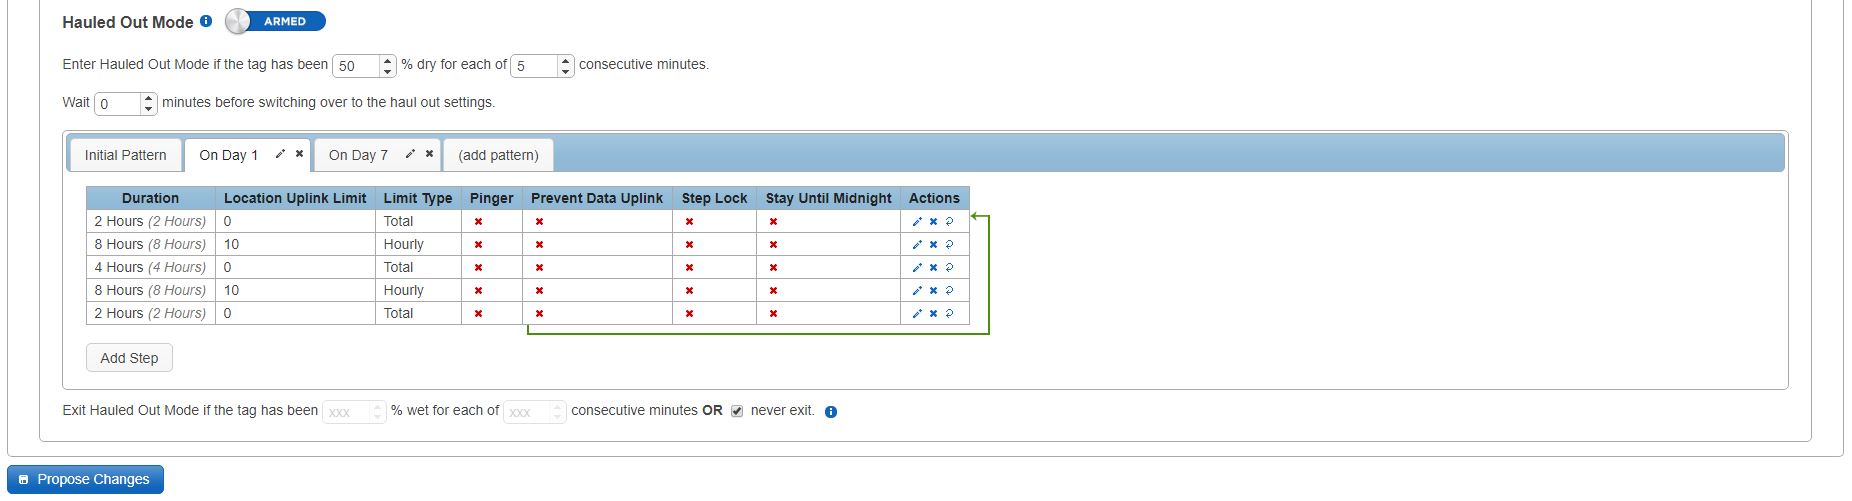 Hauled Out Mode ARMED
Enter Hauled Out Mode if the tag has been 50 % dry for each of 5 consecutive minutes.
Wait 0 minutes before switching over to the haul out settings.
Initial Pattern On Day 1 On Day 7 (add pattern)
Duration Location Uplink Limit Limit Type Pinger Prevent Data Uplink Step Lock Stay Until Midnight Actions
2 Hours (2 Hours) 0 Total
8 Hours (8 Hours) 10 Hourly
4 Hours (4 Hours) 0 Total
8 Hours (8 Hours) 10 Hourly
2 Hours (2 Hours) 0 Total
Add Step
Exit Hauled Out Mode if the tag has been xxx % wet for each of xxx consecutive minutes OR never exit.
Propose Changes